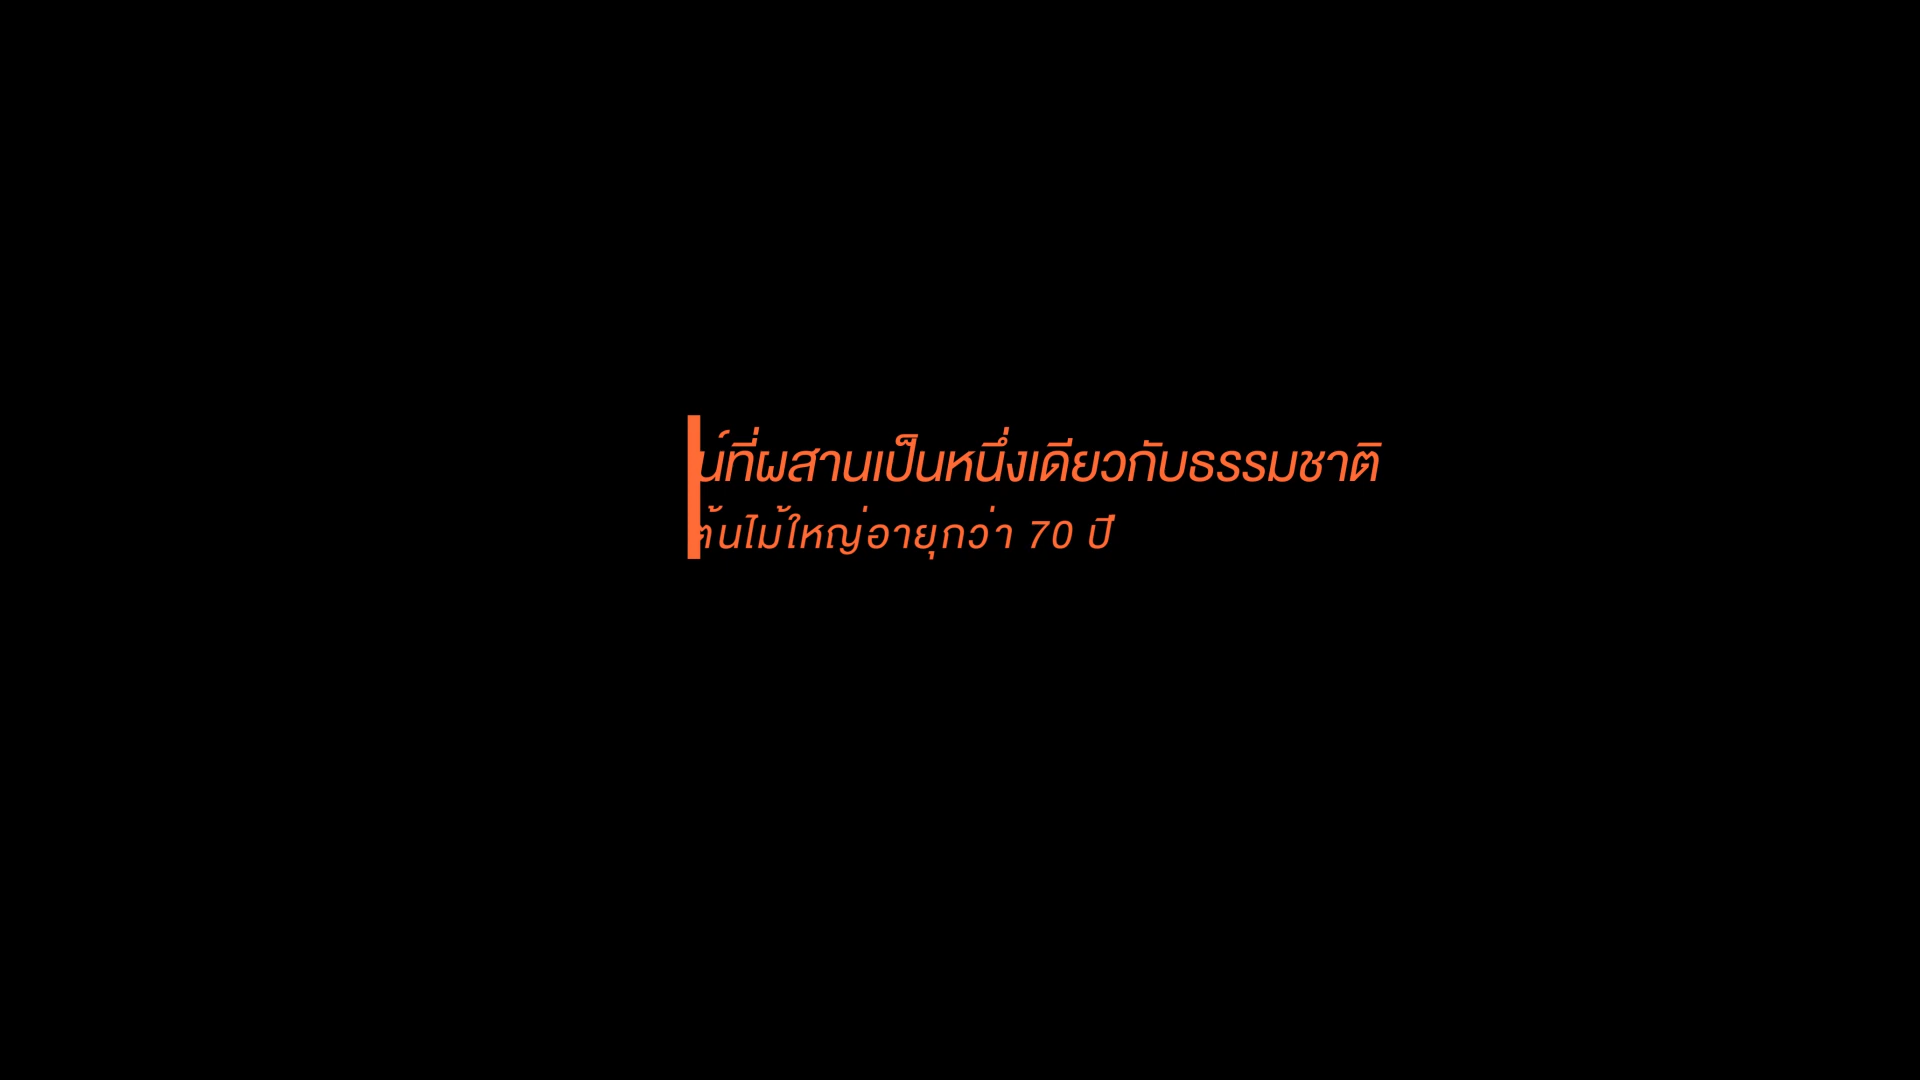 น์ที่ผสานเป็นหนึ่งเดียวกับธรรมชาติ
ต้นไม้ใหญ่อายุกว่า 70 ปี